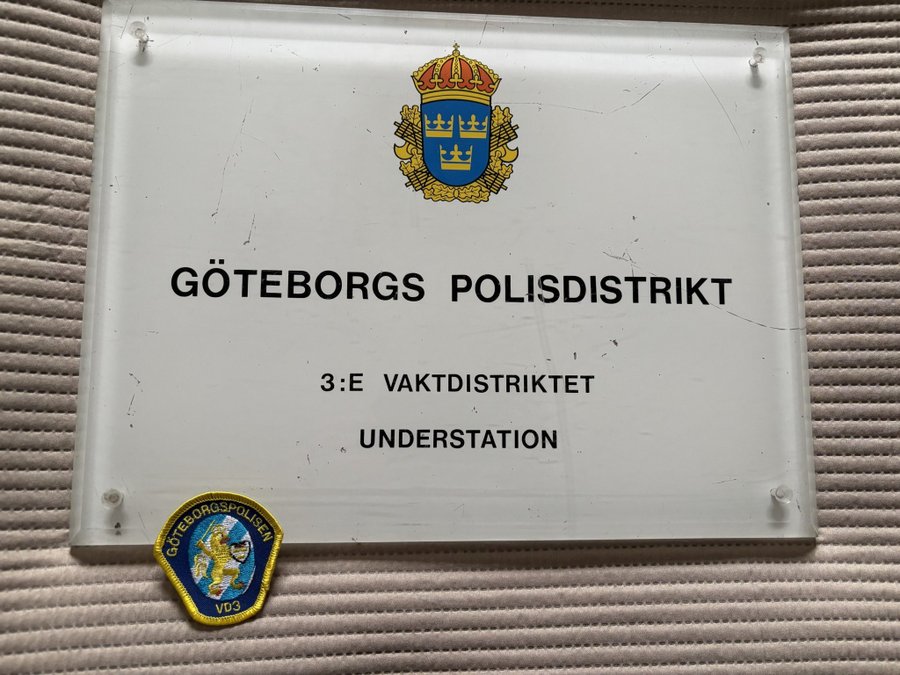 GÖTEBORGS POLISDISTRIKT
3:E VAKTDISTRIKTET
UNDERSTATION
GÖTEBORGSPOLISEN
VD3